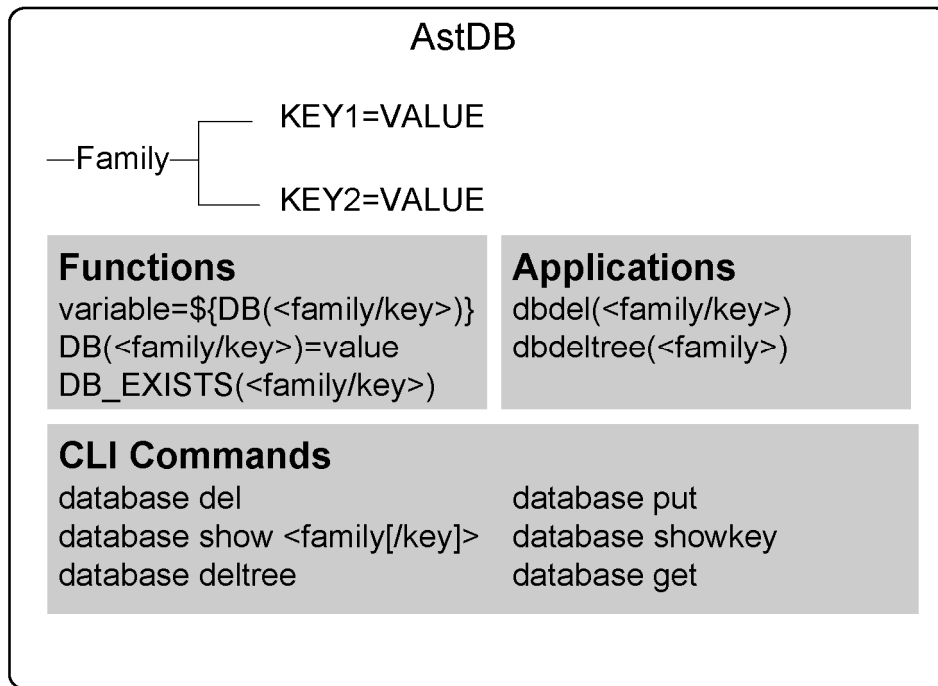 AstDB
KEY1=VALUE
Family
KEY2=VALUE
Functions
variable=${DB(<family/key>)}
DB(<family/key>)=value
DB_EXISTS(<family/key>)
Applications
dbdel(<family/key>)
dbdeltree(<family>)
CLI Commands
database del
database show <family[/key]>
database deltree
database put
database showkey
database get